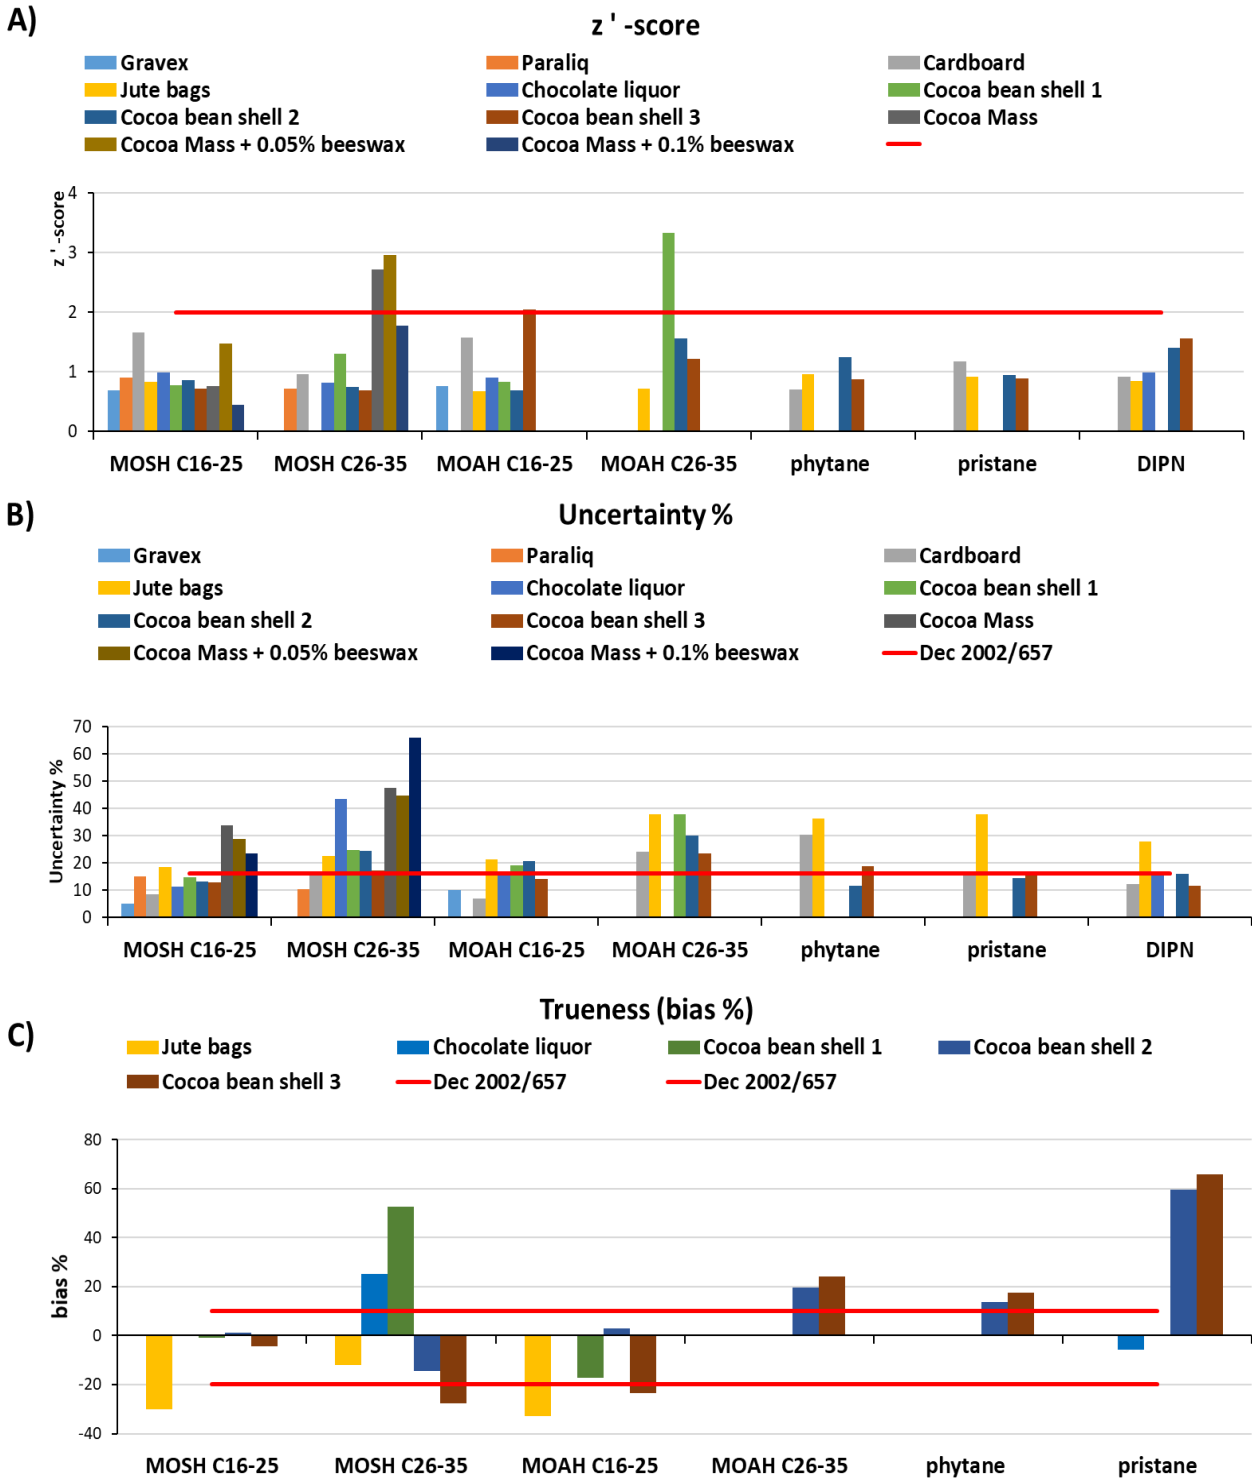 A)
z ' -score
Gravex Paraliq Cardboard
Jute bags Chocolate liquor Cocoa bean shell 1
Cocoa bean shell 2 Cocoa bean shell 3 Cocoa Mass
Cocoa Mass + 0.05% beeswax Cocoa Mass + 0.1% beeswax
z ' -score
4
3
2
1
0
MOSH C16-25 MOSH C26-35 MOAH C16-25 MOAH C26-35 phytane pristane DIPN
B)
Uncertainty %
Gravex Paraliq Cardboard
Jute bags Chocolate liquor Cocoa bean shell 1
Cocoa bean shell 2 Cocoa bean shell 3 Cocoa Mass
Cocoa Mass + 0.05% beeswax Cocoa Mass + 0.1% beeswax Dec 2002/657
Uncertainty %
70
60
50
40
30
20
10
0
MOSH C16-25 MOSH C26-35 MOAH C16-25 MOAH C26-35 phytane pristane DIPN
C)
Trueness (bias %)
Jute bags Chocolate liquor Cocoa bean shell 1 Cocoa bean shell 2
Cocoa bean shell 3 Dec 2002/657 Dec 2002/657
bias %
80
60
40
20
0
-20
-40
MOSH C16-25 MOSH C26-35 MOAH C16-25 MOAH C26-35 phytane pristane